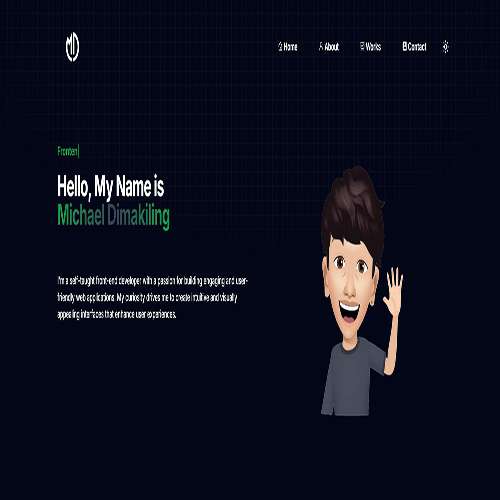 Home About Works Contact
Fronten
Hello, My Name is
Michael Dimakiling
I'm a self-taught front-end developer with a passion for building engaging and user-
friendly web applications. My curiosity drives me to create intuitive and visually
appealing interfaces that enhance user experiences.